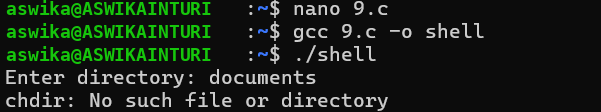 aswika@ASWIKAINTURI   :~$ nano 9.c
aswika@ASWIKAINTURI   :~$ gcc 9.c -o shell
aswika@ASWIKAINTURI   :~$ ./shell
Enter directory: documents
chdir: No such file or directory